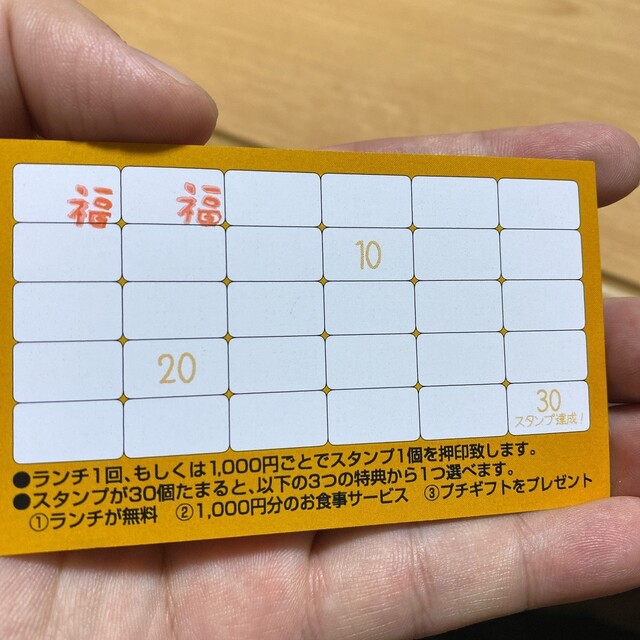 福 福
10
20
30
スタンプ達成!
●ランチ1回、もしくは1,000円ごとでスタンプ1個を押印致します。
●スタンプが30個たまると、以下の3つの特典から1つ選べます。
①ランチが無料 ②1,000円分のお食事サービス ③プチギフトをプレゼント